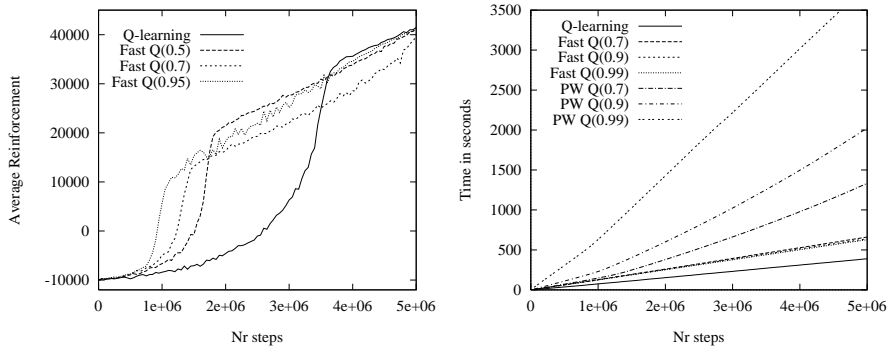 45000
40000
30000
20000
10000
0
-10000
0
1e+06
2e+06
3e+06
4e+06
5e+06
Average Reinforcement
Nr steps
Q-learning
Fast Q(0.5)
Fast Q(0.7)
Fast Q(0.95)
3500
3000
2500
2000
1500
1000
500
0
0
1e+06
2e+06
3e+06
4e+06
5e+06
Time in seconds
Nr steps
Q-learning
Fast Q(0.7)
Fast Q(0.9)
Fast Q(0.99)
PW Q(0.7)
PW Q(0.9)
PW Q(0.99)